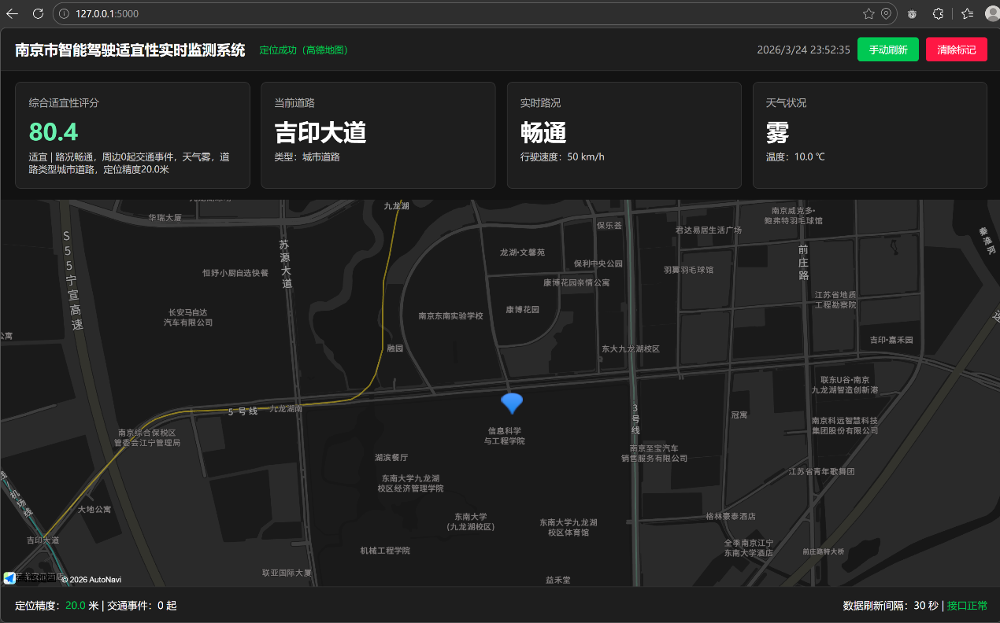 127.0.0.1:5000
南京市智能驾驶适宜性实时监测系统
定位成功（高德地图）
2026/3/24 23:52:35
手动刷新
清除标记
综合适宜性评分
80.4
适宜 | 路况畅通，周边0起交通事件，天气雾，道
路类型城市道路，定位精度20.0米
当前道路
吉印大道
类型：城市道路
实时路况
畅通
行驶速度：50 km/h
天气状况
雾
温度：10.0 ℃
九龙湖
华瑞大厦
S55宁宣高速
苏源大道
恒妤小厨自选快餐
长安马自达
汽车有限公司
公寓
保乐荟
龙湖•文馨苑
保利中央公园
康博花园亲情公寓
康博花园
南京东南实验学校
融园
东大九龙湖校区
南京威克多•
鲍弗特羽毛球馆
君达易居生活广场
羽翼羽毛球馆
前庄路
秦淮河
江苏省地质
工程勘察院
吉印•嘉禾园
联东U谷•南京
九龙湖智造创新港
冠寓
南京科远智慧科技
集团股份有限公司
5 号线
九龙湖南
3号线
南京综合保税区
管委会江宁管理局
信息科学
与工程学院
南京至宝汽车
销售服务有限公司
湖滨餐厅
东南大学九龙湖
校区经济管理学院
江苏省青年歌舞团
机场线
大地公寓
吉印大道
东南大学
(九龙湖校区)
东南大学九龙湖
校区体育馆
格林豪泰酒店
机械工程学院
全季南京江宁
东南大学酒店
前庄路特大桥
联亚国际大厦
益禾堂
© 2026 AutoNavi
定位精度：20.0 米 | 交通事件：0 起
数据刷新间隔：30 秒 | 接口正常